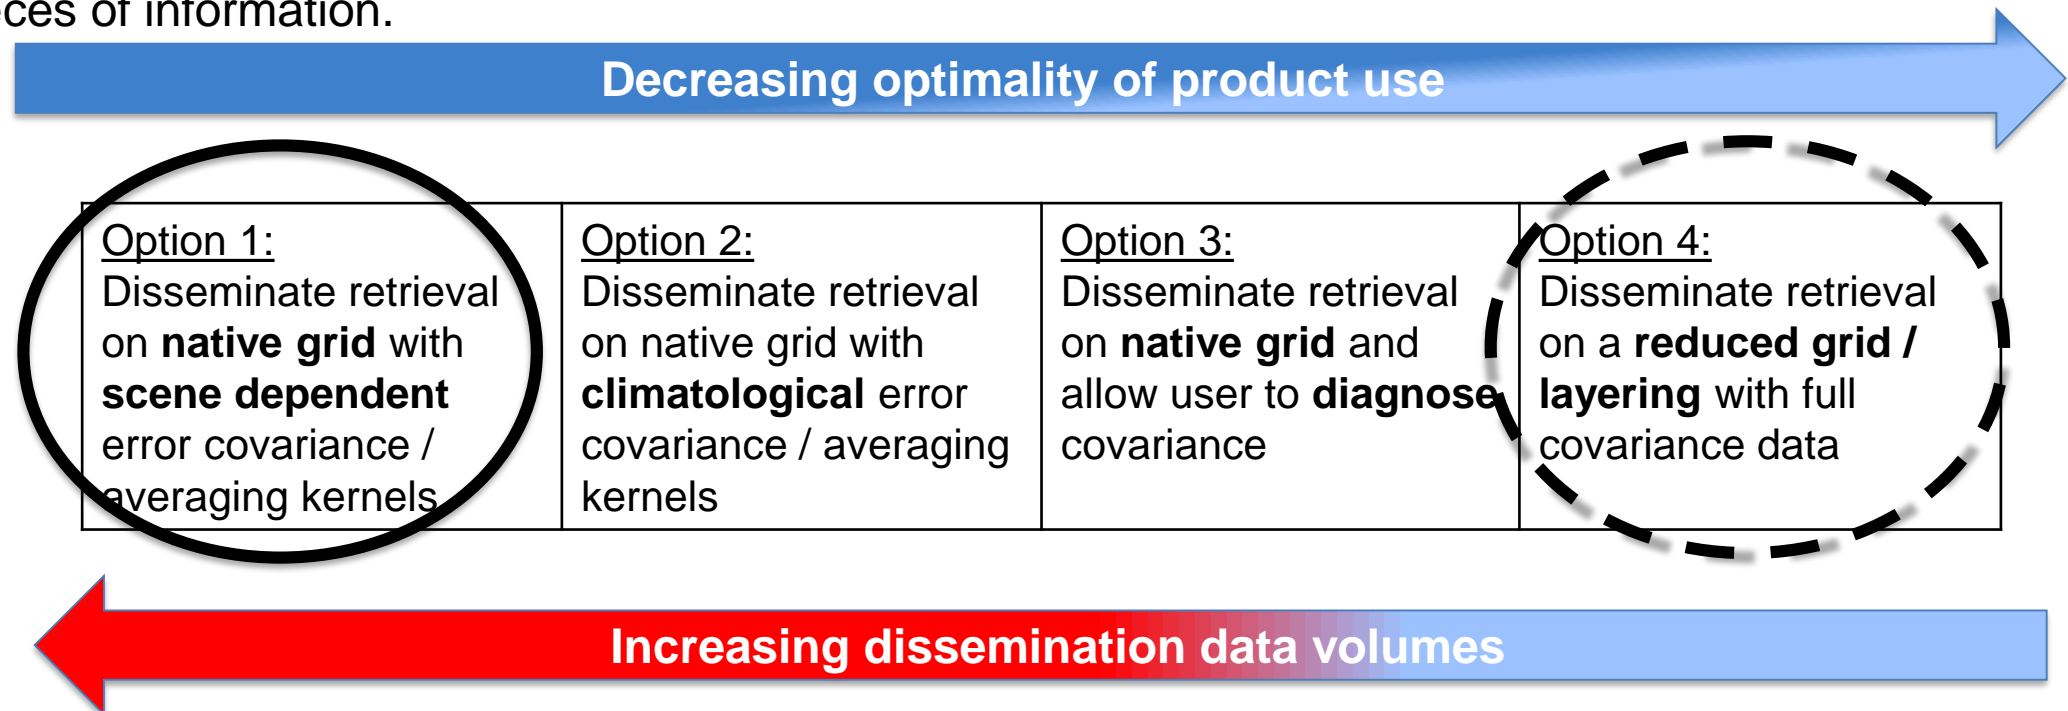 of information.
Decreasing optimality of product use
Option 1:
Disseminate retrieval
on native grid with
scene dependent
error covariance /
averaging kernels
Option 2:
Disseminate retrieval
on native grid with
climatological error
covariance / averaging
kernels
Option 3:
Disseminate retrieval
on native grid and
allow user to diagnose
covariance
Option 4:
Disseminate retrieval
on a reduced grid /
layering with full
covariance data
Increasing dissemination data volumes